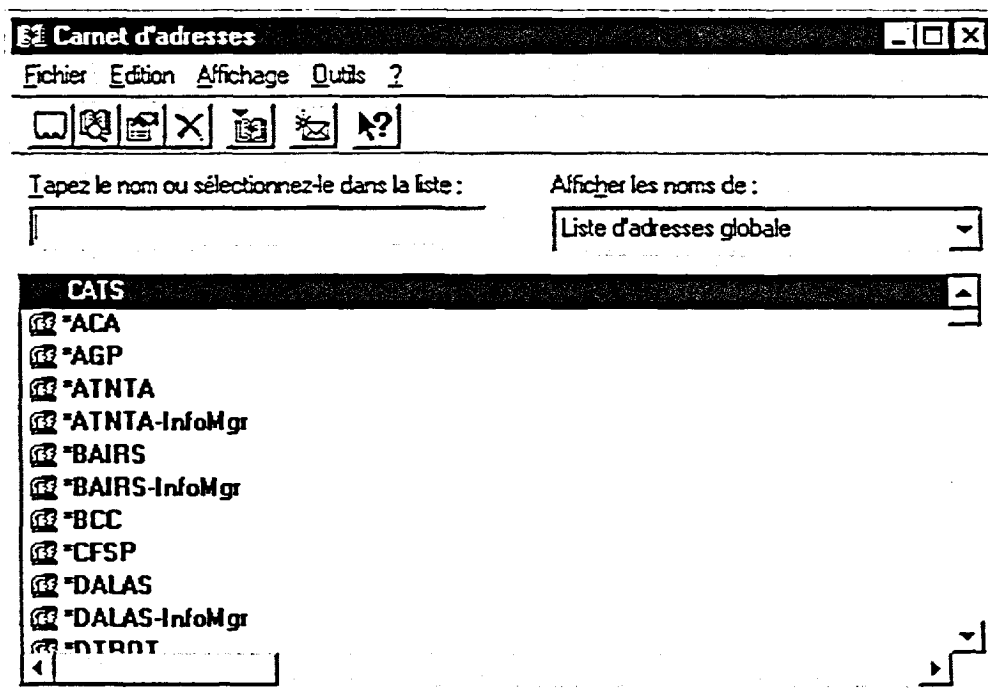 Carnet d'adresses
Fichier Edition Affichage Outils ?
Tapez le nom ou sélectionnez-le dans la liste :
Afficher les noms de :
Liste d'adresses globale
CATS
*ACA
*AGP
*ATNTA
*ATNTA-InfoMgr
*BAIRS
*BAIRS-InfoMgr
*BCC
*CFSP
*DALAS
*DALAS-InfoMgr